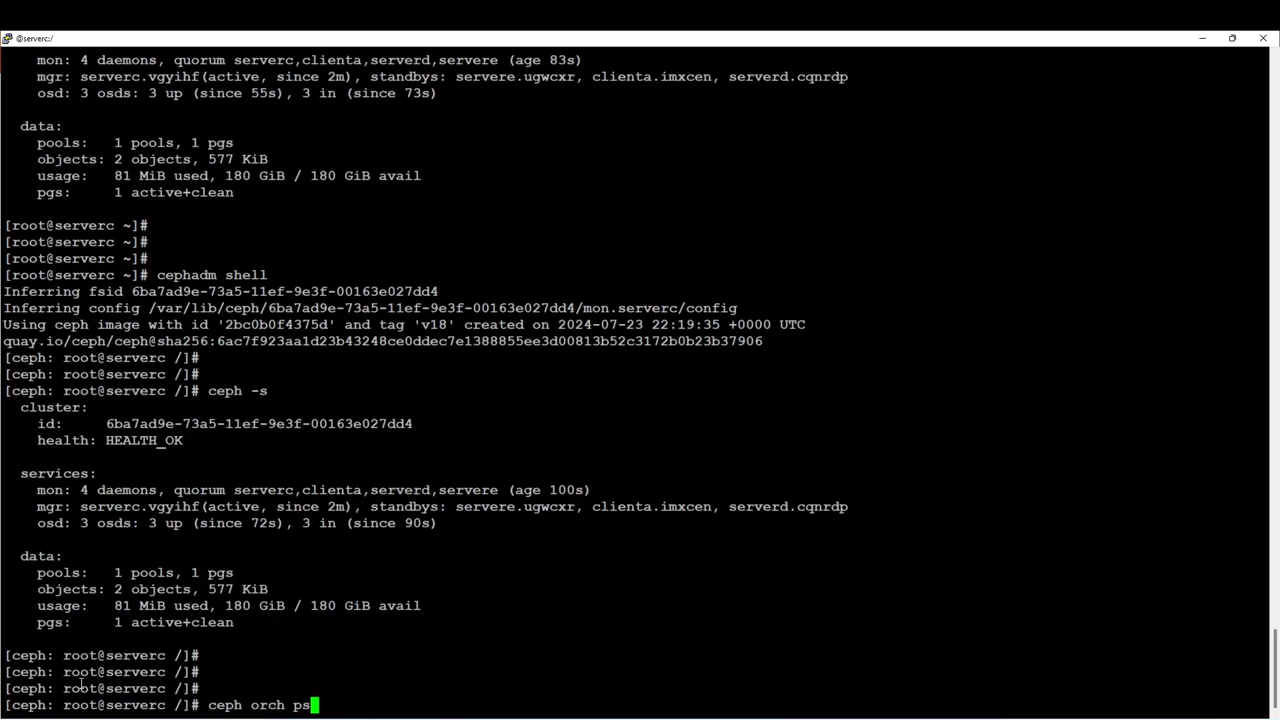 @serverc:/
mon: 4 daemons, quorum serverc,clienta,serverd,servere (age 83s)
mgr: serverc.vgyihf(active, since 2m), standbys: servere.ugwcxr, clienta.imxcen, serverd.cqnrdp
osd: 3 osds: 3 up (since 55s), 3 in (since 73s)
data:
pools: 1 pools, 1 pgs
objects: 2 objects, 577 KiB
usage: 81 MiB used, 180 GiB / 180 GiB avail
pgs: 1 active+clean
[root@serverc ~]#
[root@serverc ~]#
[root@serverc ~]#
[root@serverc ~]# cephadm shell
Inferring fsid 6ba7ad9e-73a5-11ef-9e3f-00163e027dd4
Inferring config /var/lib/ceph/6ba7ad9e-73a5-11ef-9e3f-00163e027dd4/mon.serverc/config
Using ceph image with id '2bc0b0f4375d' and tag 'v18' created on 2024-07-23 22:19:35 +0000 UTC
quay.io/ceph/ceph@sha256:6ac7f923aa1d23b43248ce0ddec7e1388855ee3d00813b52c3172b0b23b37906
[ceph: root@serverc /]#
[ceph: root@serverc /]#
[ceph: root@serverc /]# ceph -s
cluster:
id: 6ba7ad9e-73a5-11ef-9e3f-00163e027dd4
health: HEALTH_OK
services:
mon: 4 daemons, quorum serverc,clienta,serverd,servere (age 100s)
mgr: serverc.vgyihf(active, since 2m), standbys: servere.ugwcxr, clienta.imxcen, serverd.cqnrdp
osd: 3 osds: 3 up (since 72s), 3 in (since 90s)
data:
pools: 1 pools, 1 pgs
objects: 2 objects, 577 KiB
usage: 81 MiB used, 180 GiB / 180 GiB avail
pgs: 1 active+clean
[ceph: root@serverc /]#
[ceph: root@serverc /]#
[ceph: root@serverc /]#
[ceph: root@serverc /]# ceph orch ps